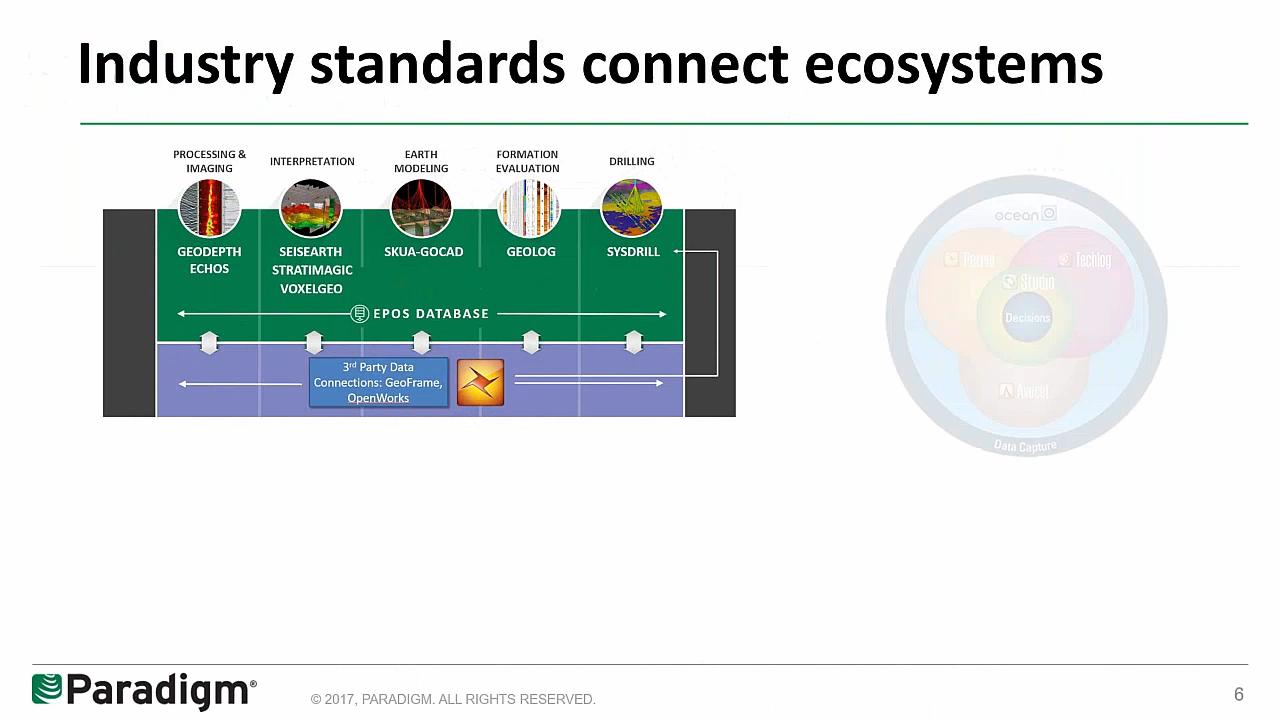 Industry standards connect ecosystems
PROCESSING &
IMAGING
INTERPRETATION
EARTH
MODELING
FORMATION
EVALUATION
DRILLING
GEODEPTH
ECHOS
SEISEARTH
STRATIMAGIC
VOXELGEO
SKUA-GOCAD
GEOLOG
SYSDRILL
EPOS DATABASE
3rd Party Data
Connections: GeoFrame,
OpenWorks
ocean
Petrel
Techlog
Studio
Decisions
Avocet
Data Capture
Paradigm®
© 2017, PARADIGM. ALL RIGHTS RESERVED.
6